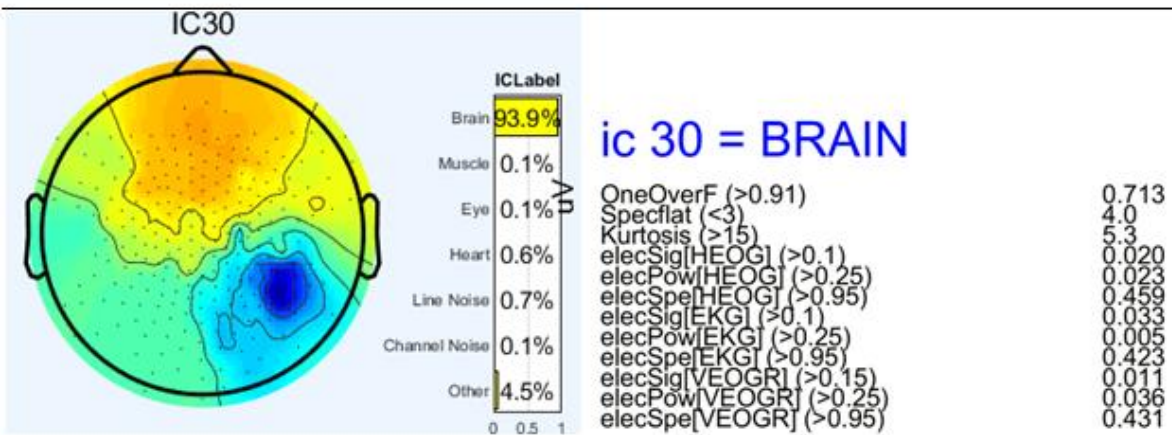 IC30
ICLabel
Brain 93.9%
Muscle 0.1%
Eye 0.1%
Heart 0.6%
Line Noise 0.7%
Channel Noise 0.1%
Other 4.5%
0 0.5 1
ic 30 = BRAIN
OneOverF (>0.91) 0.713
Specflat (<3) 4.0
Kurtosis (>15) 5.3
elecSig[HEOG] (>0.1) 0.020
elecPow[HEOG] (>0.25) 0.023
elecSpe[HEOG] (>0.95) 0.459
elecSig[EKG] (>0.1) 0.033
elecPow[EKG] (>0.25) 0.005
elecSpe[EKG] (>0.95) 0.423
elecSig[VEOGR] (>0.15) 0.011
elecPow[VEOGR] (>0.25) 0.036
elecSpe[VEOGR] (>0.95) 0.431